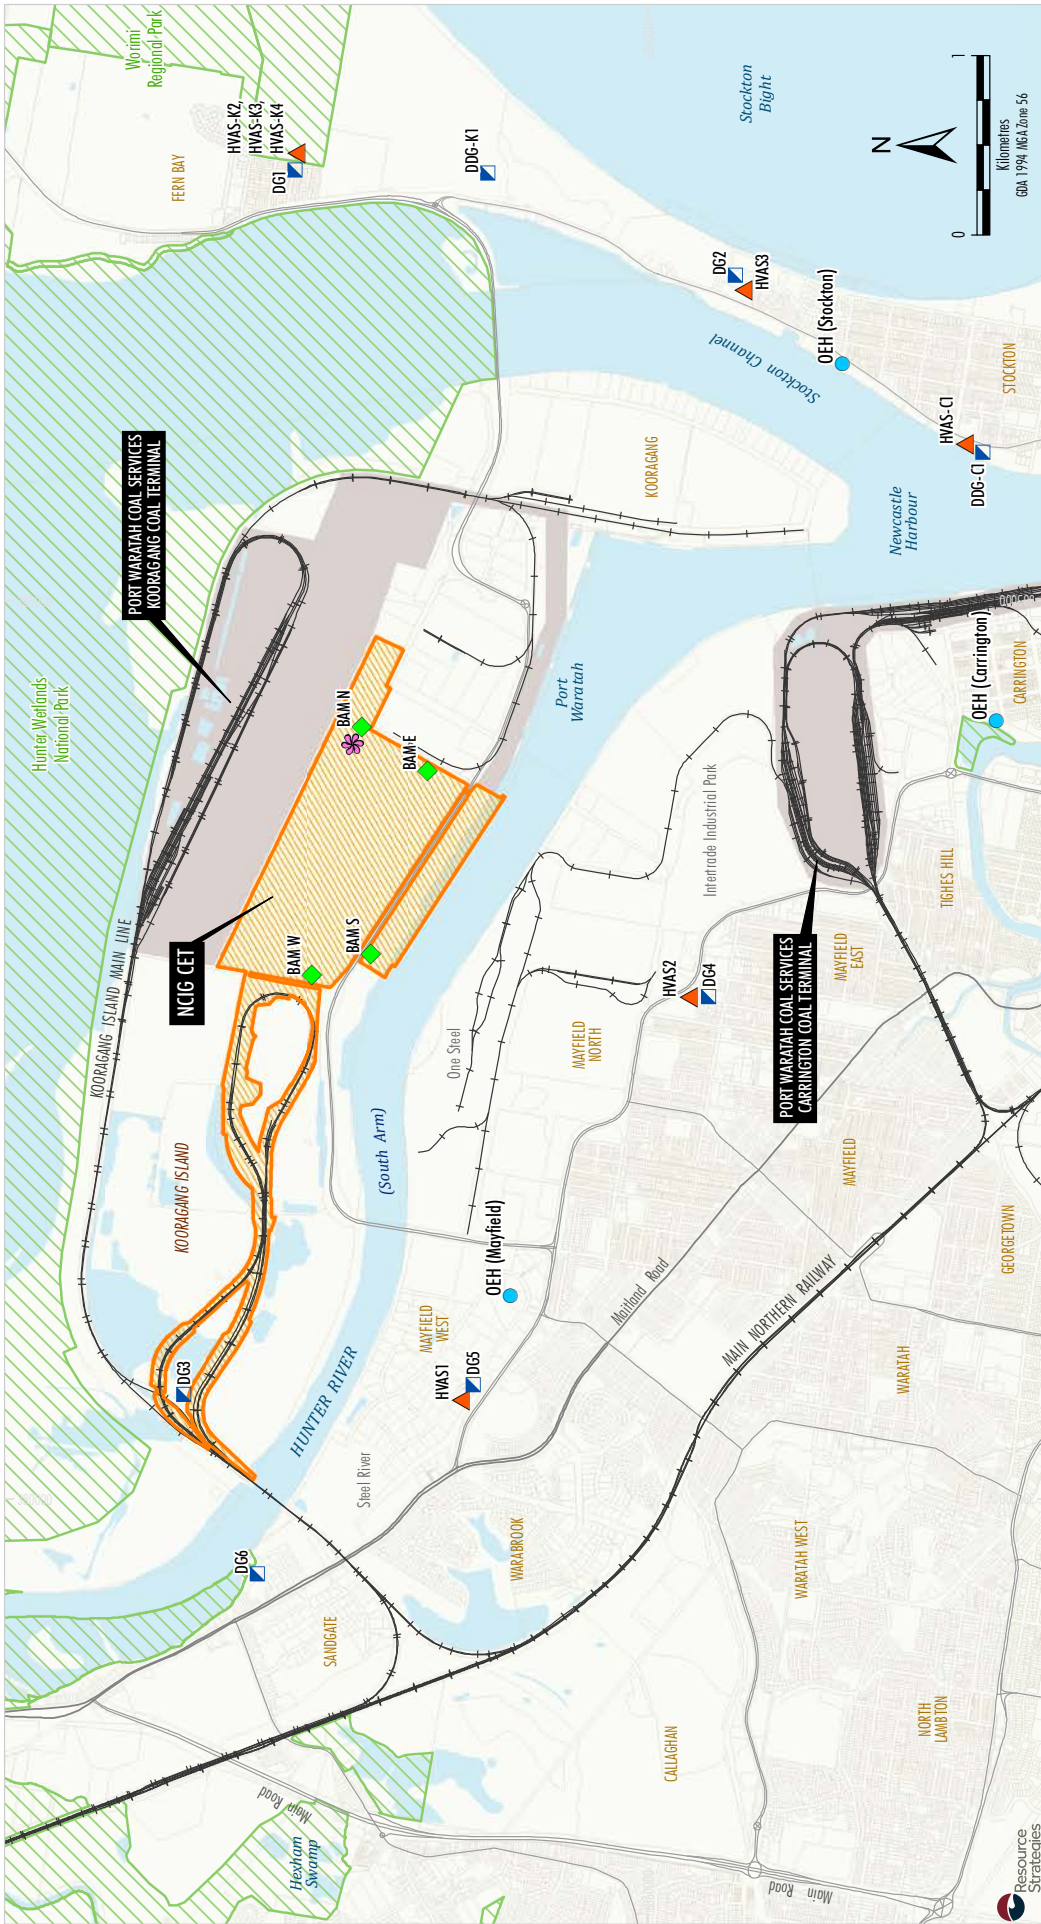 Worimi
Regional Park
HVAS-K2,
HVAS-K3,
HVAS-K4
DG1
FERN BAY
DDG-K1
Stockton
Bight
N
0
1
Kilometres
GDA 1994 MGA Zone 56
DG2
HVAS3
OEH (Stockton)
Stockton Channel
STOCKTON
HVAS-C1
DDG-C1
PORT WARATAH COAL SERVICES
KOORAGANG COAL TERMINAL
KOORAGANG
Newcastle
Harbour
Hunter Wetlands
National Park
BAM N
BAM E
Port
Waratah
OEH (Carrington)
CARRINGTON
KOORAGANG ISLAND MAIN LINE
NCIG CET
BAM W
BAM S
Intertrade Industrial Park
TIGHES HILL
MAYFIELD
EAST
PORT WARATAH COAL SERVICES
CARRINGTON COAL TERMINAL
HVAS2
DG4
One Steel
MAYFIELD
NORTH
KOORAGANG ISLAND
(South Arm)
MAYFIELD
OEH (Mayfield)
GEORGETOWN
Maitland Road
MAIN NORTHERN RAILWAY
MAYFIELD
WEST
DG3
HVAS1
DG5
WARATAH
HUNTER RIVER
Steel River
DG6
WARABROOK
WARATAH WEST
SANDGATE
CALLAGHAN
NORTH
LAMBTON
Main Road
Hexham
Swamp
Main Road
Resource
Strategies